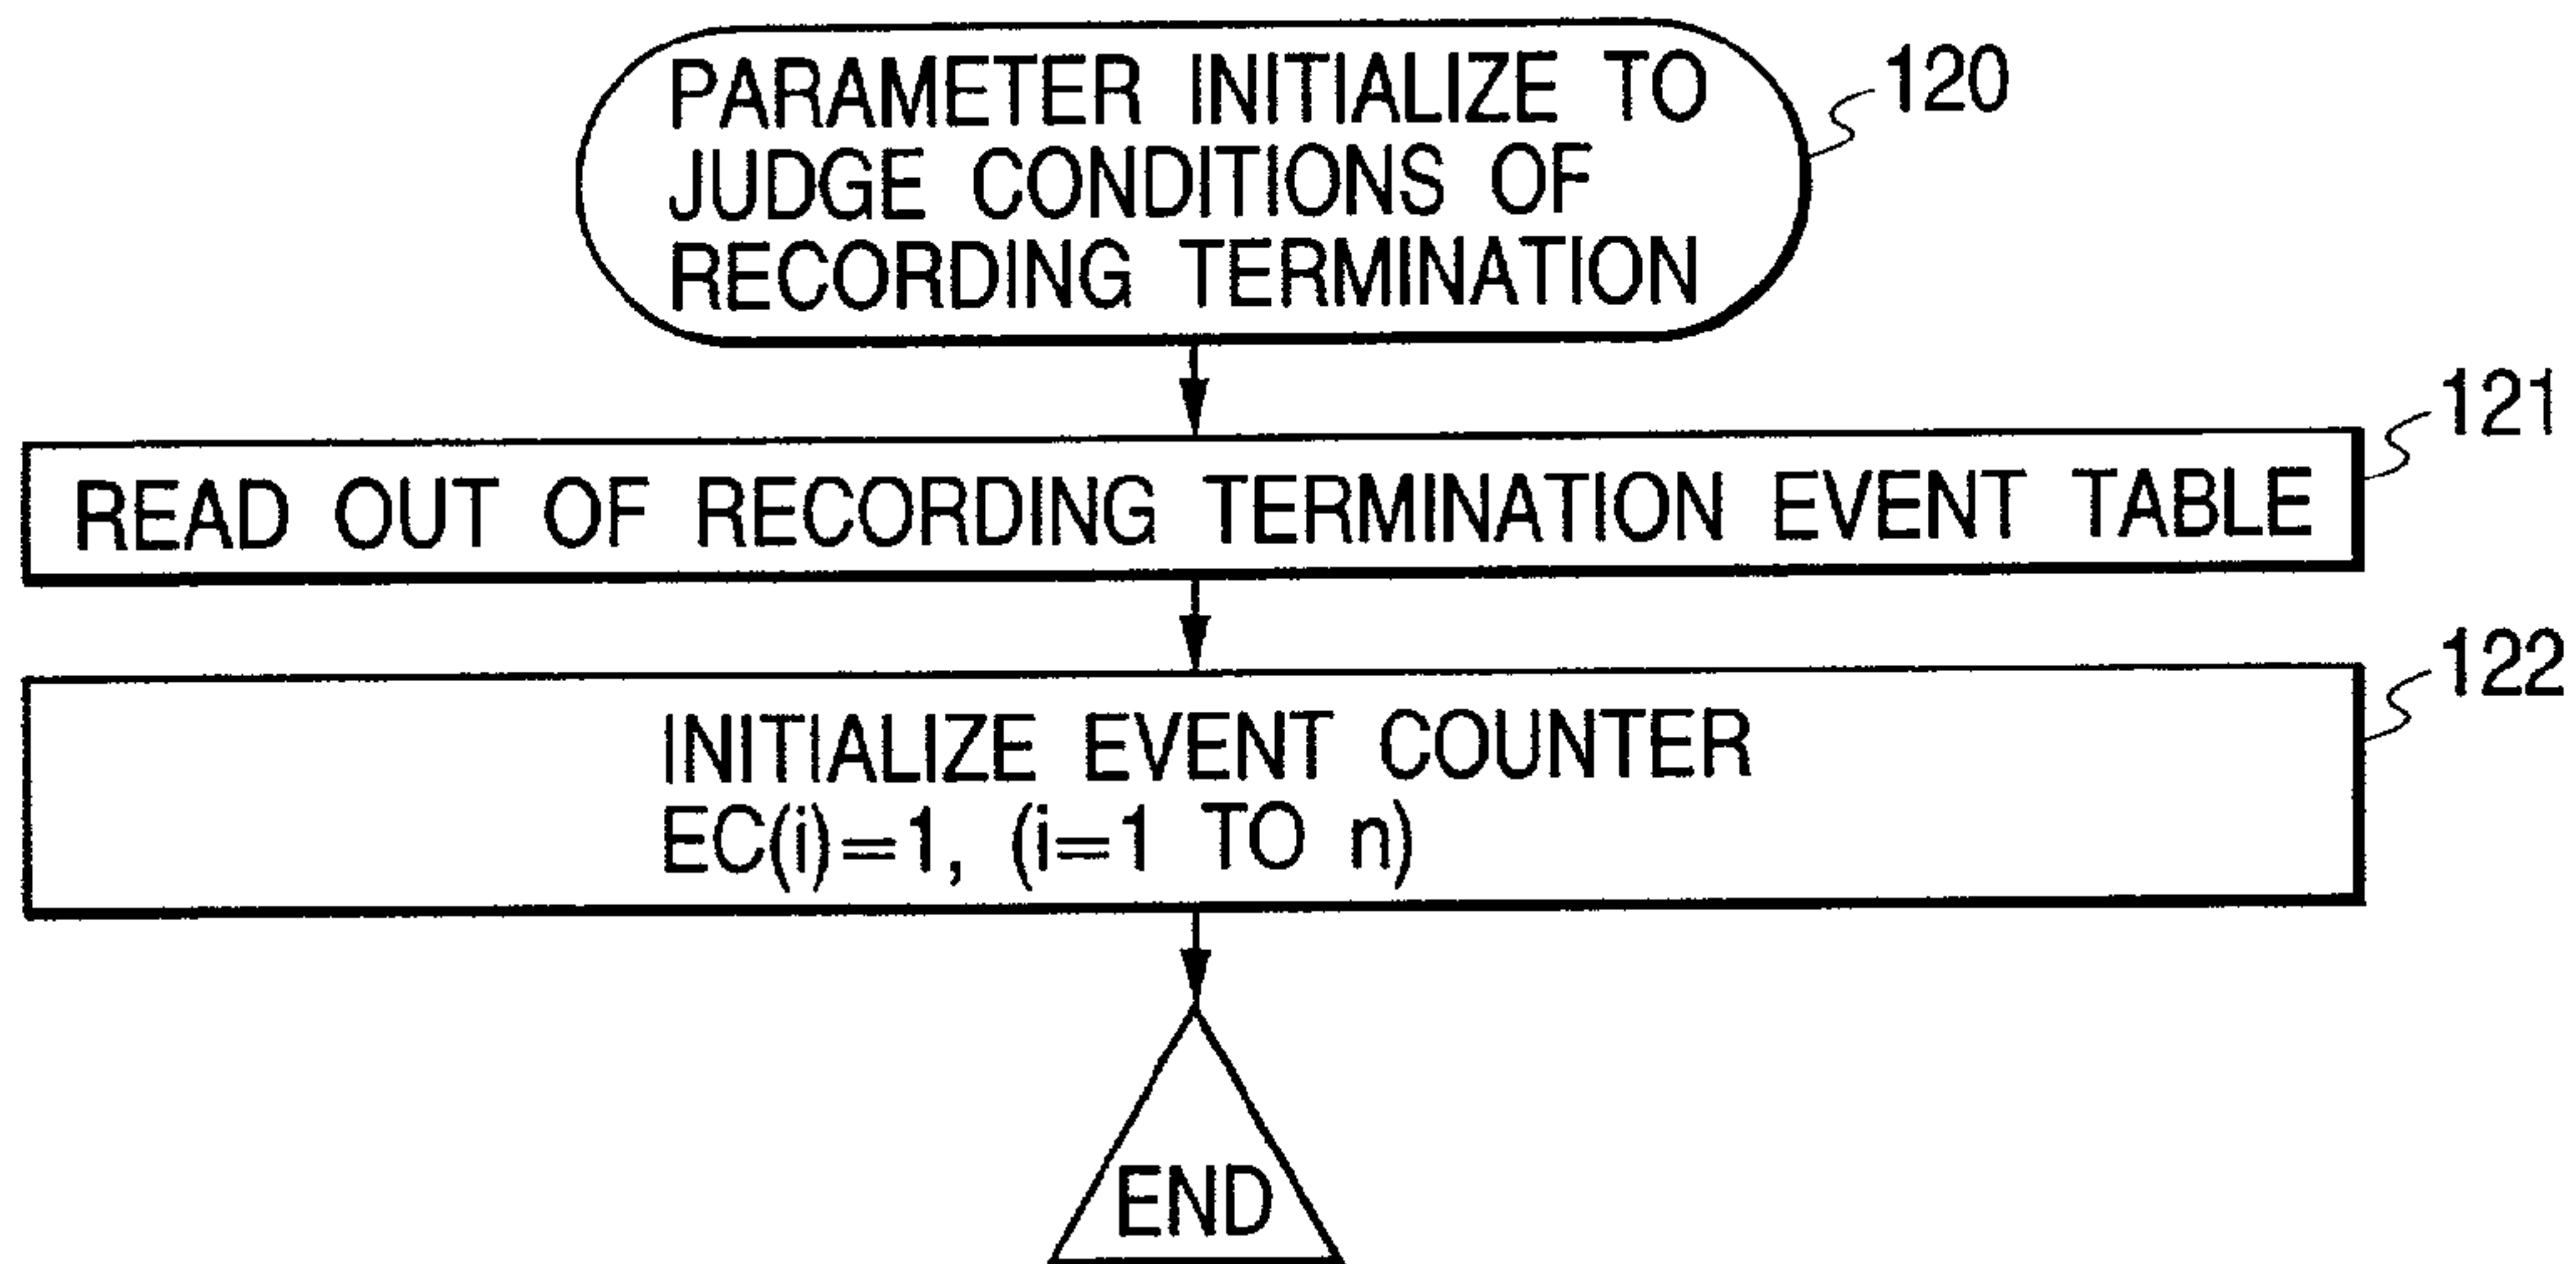 PARAMETER INITIALIZE TO
JUDGE CONDITIONS OF
RECORDING TERMINATION
120
121
READ OUT OF RECORDING TERMINATION EVENT TABLE
122
INITIALIZE EVENT COUNTER
EC(i)=1, (i=1 TO n)
END